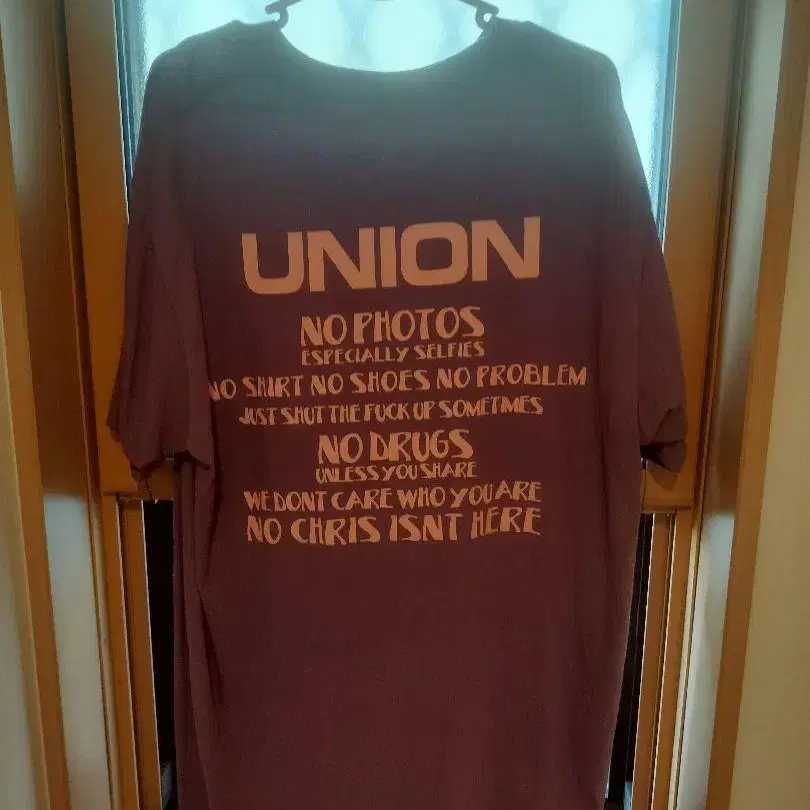 UNION
NO PHOTOS
ESPECIALLY SELFIES
NO SHIRT NO SHOES NO PROBLEM
JUST SHUT THE FUCK UP SOMETIMES
NO DRUGS
UNLESS YOU SHARE
WE DONT CARE WHO YOU ARE
NO CHRIS ISNT HERE